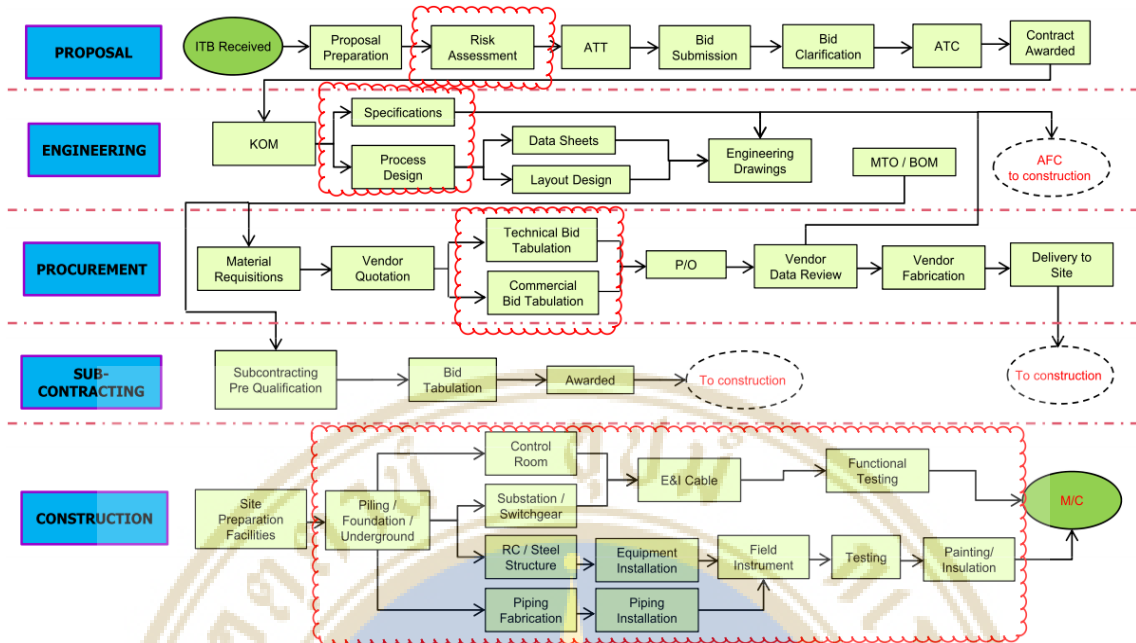 PROPOSAL
ITB Received
Proposal
Preparation
Risk
Assessment
ATT
Bid
Submission
Bid
Clarification
ATC
Contract
Awarded
ENGINEERING
KOM
Specifications
Process
Design
Data Sheets
Layout Design
Engineering
Drawings
MTO / BOM
AFC
to construction
PROCUREMENT
Material
Requisitions
Vendor
Quotation
Technical Bid
Tabulation
Commercial
Bid Tabulation
P/O
Vendor
Data Review
Vendor
Fabrication
Delivery to
Site
SUB-
CONTRACTING
Subcontracting
Pre Qualification
Bid
Tabulation
Awarded
To construction
To construction
CONSTRUCTION
Site
Preparation
Facilities
Piling /
Foundation /
Underground
Control
Room
Substation /
Switchgear
RC / Steel
Structure
Piping
Fabrication
E&I Cable
Equipment
Installation
Piping
Installation
Functional
Testing
Field
Instrument
Testing
Painting/
Insulation
M/C